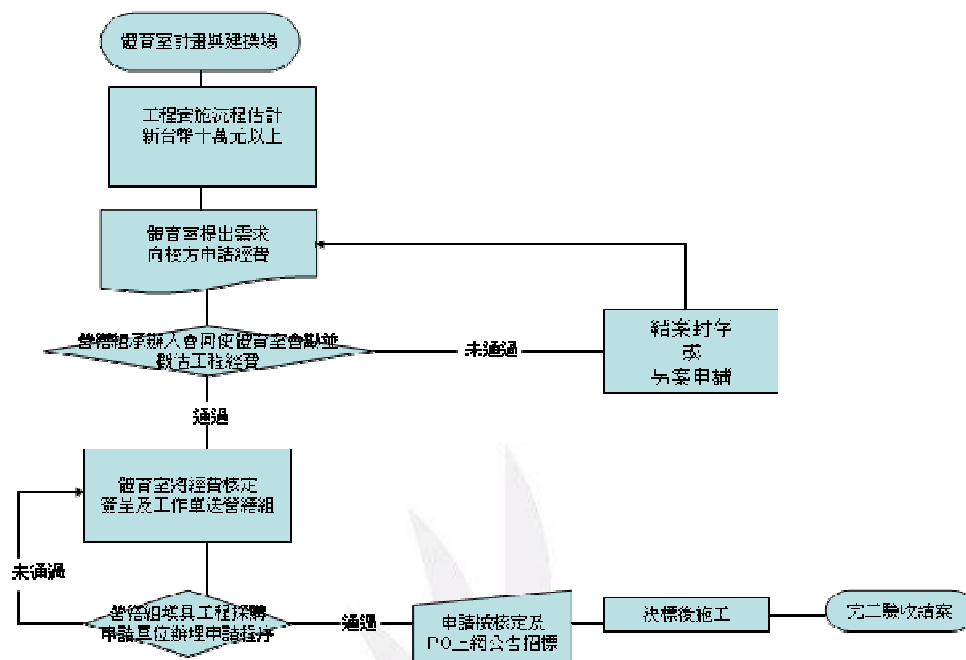 體育室計畫與建換場
工程實施流程估計
新台幣十萬元以上
體育室提出需求
向校方申請經費
營繕組承辦人會同使體育室會勘並
觀估工程經費
未通過
結案封存
或
另案申請
通過
體育室將經費核定
簽呈及工作單送營繕組
未通過
營繕組填具工程採購
申請單位辦理申請程序
通過
申請核定及
PO上網公告招標
決標後施工
完工驗收結案